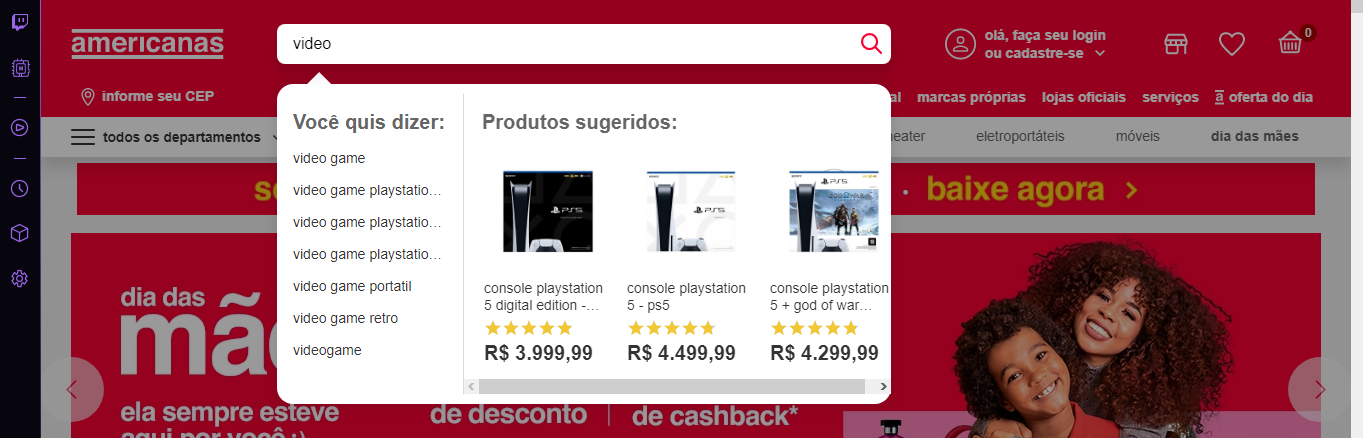 americanas
video
olá, faça seu login
ou cadastre-se
0
informe seu CEP
al
marcas próprias
lojas oficiais
serviços
a oferta do dia
todos os departamentos
eater
eletroportáteis
móveis
dia das mães
Você quis dizer:
video game
video game playstatio...
video game playstatio...
video game playstatio...
video game portatil
video game retro
videogame
Produtos sugeridos:
PS5
console playstation
5 digital edition -...
R$ 3.999,99
PS5
console playstation
5 - ps5
R$ 4.499,99
PS5
console playstation
5 + god of war...
R$ 4.299,99
baixe agora
dia das
mãe
ela sempre esteve
aqui por você :)
de desconto
de cashback*